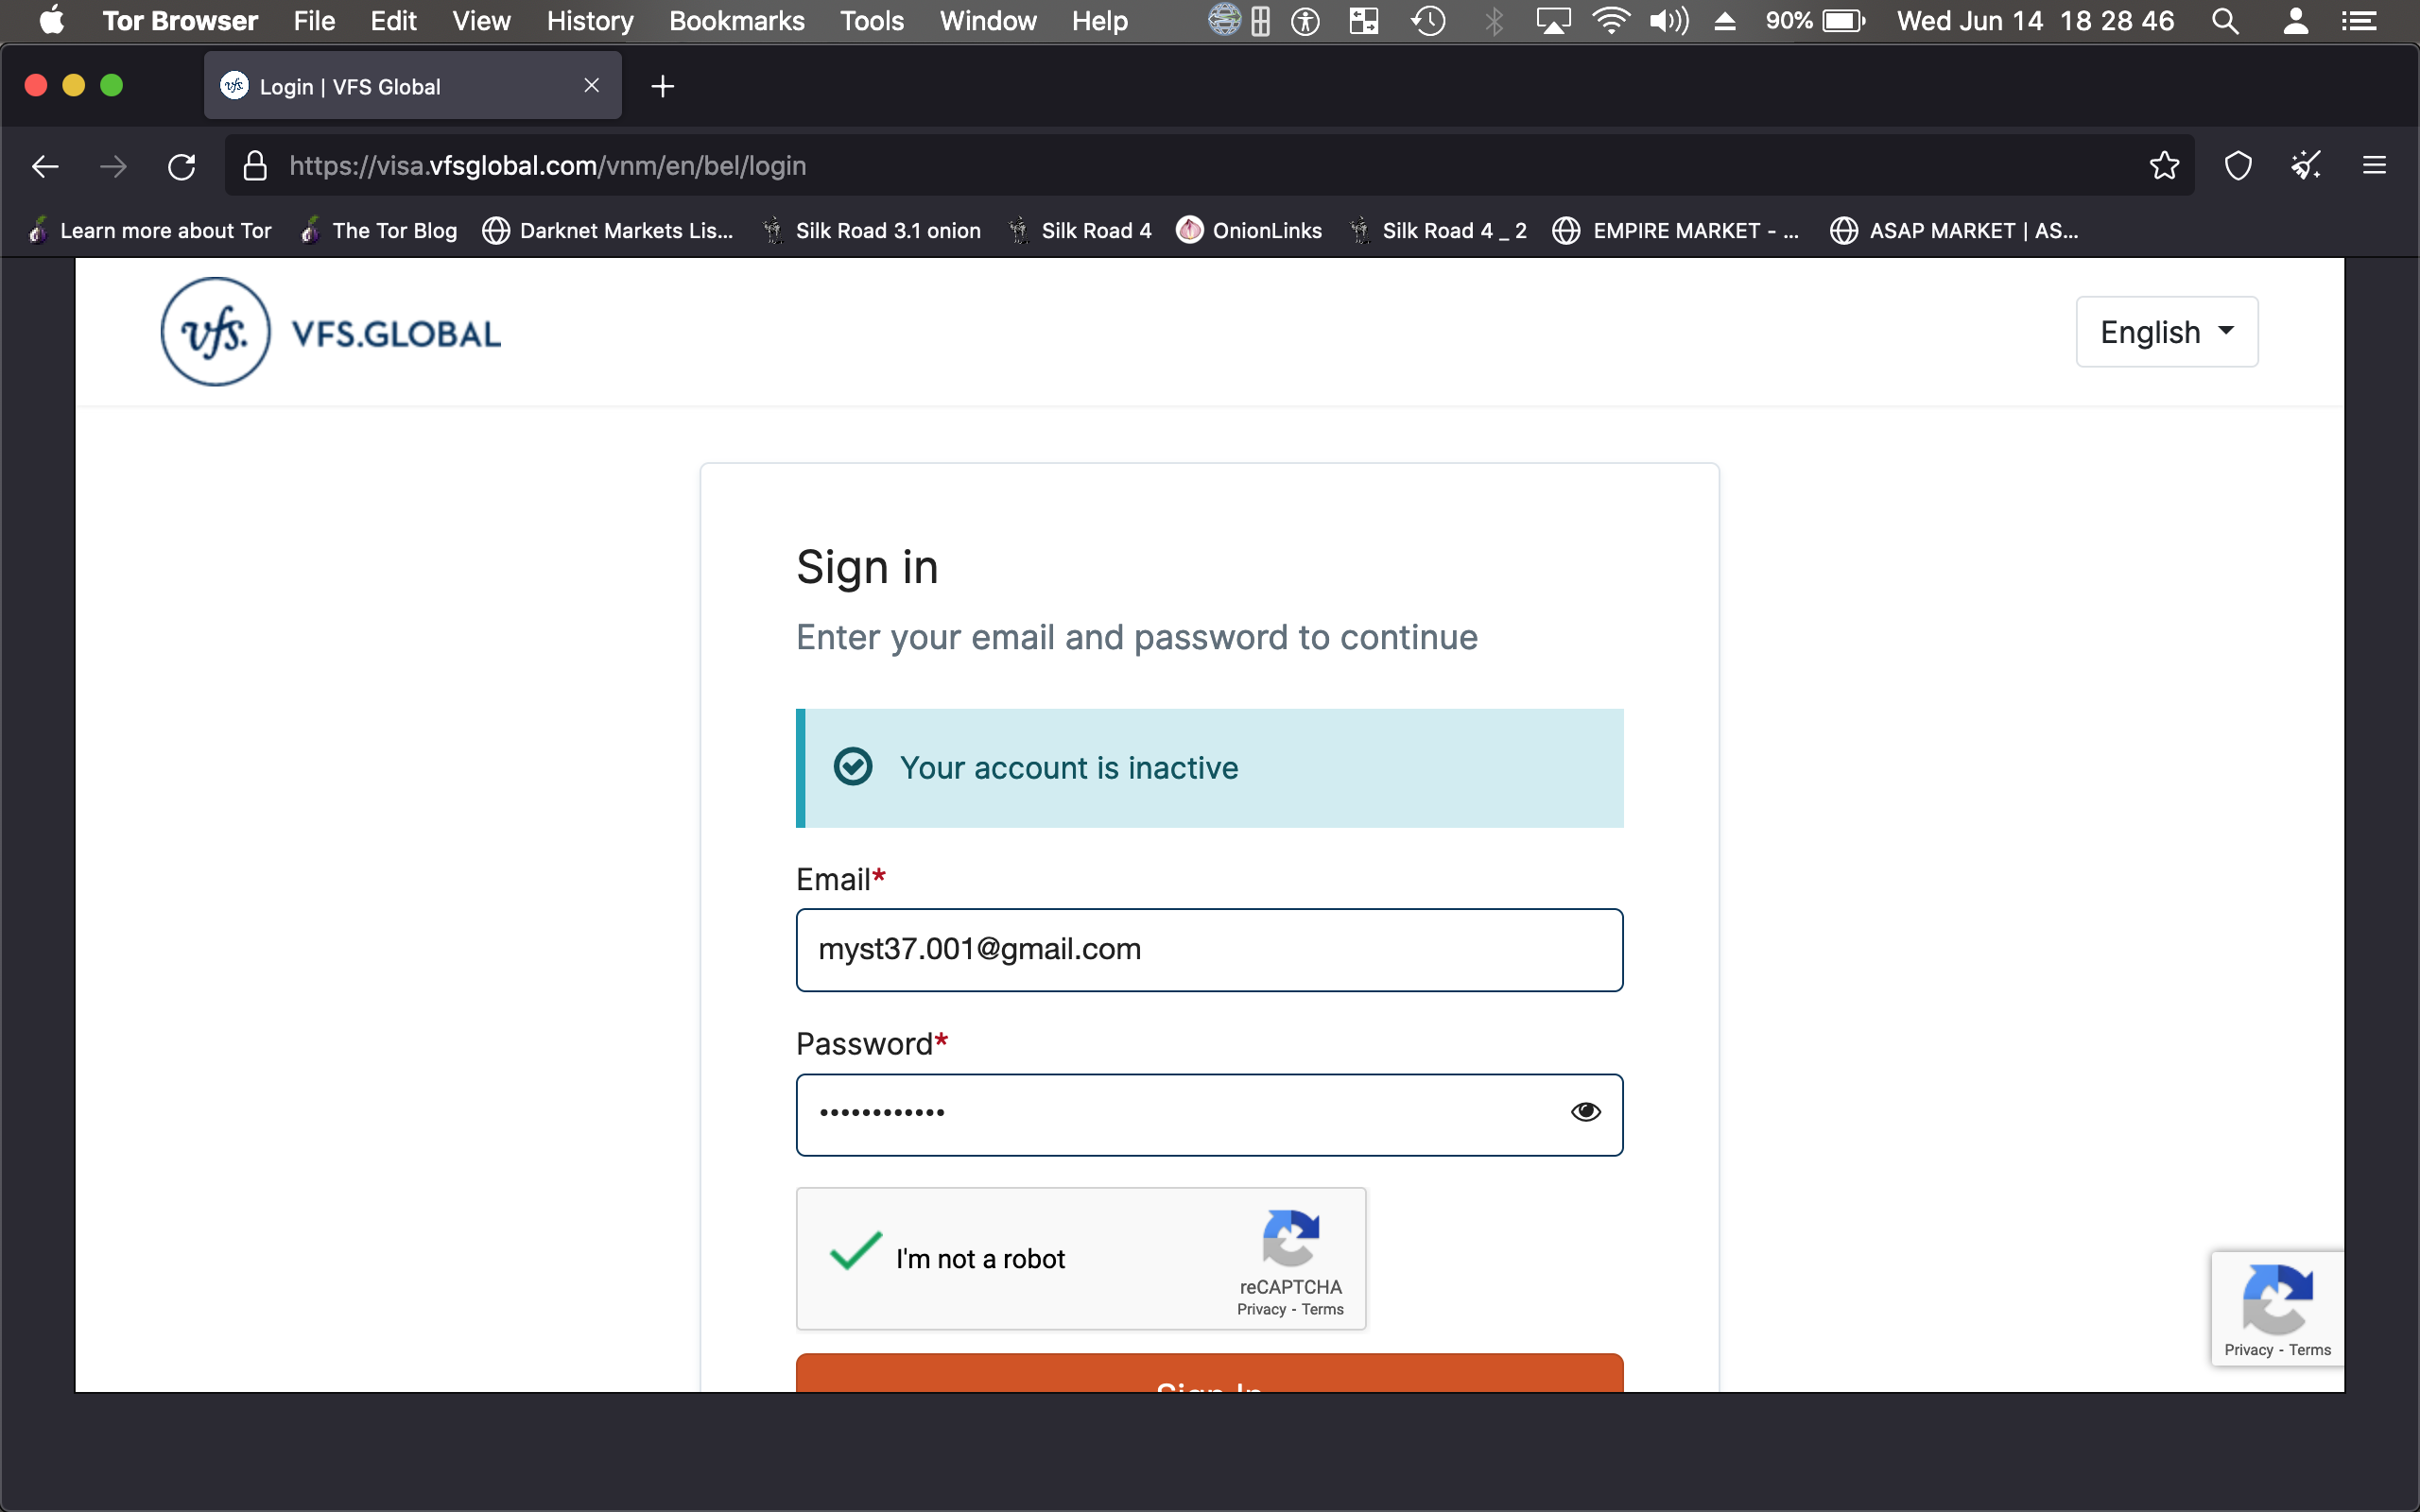 Tor Browser File Edit View History Bookmarks Tools Window Help 90% Wed Jun 14 18 28 46
vfs. Login | VFS Global
https://visa.vfsglobal.com/vnm/en/bel/login
Learn more about Tor The Tor Blog Darknet Markets Lis... Silk Road 3.1 onion Silk Road 4 OnionLinks Silk Road 4 _ 2 EMPIRE MARKET - ... ASAP MARKET | AS...
vfs. VFS.GLOBAL English
Sign in
Enter your email and password to continue
Your account is inactive
Email*
myst37.001@gmail.com
Password*
••••••••••••
I'm not a robot
reCAPTCHA
Privacy - Terms
Privacy - Terms
Sign In